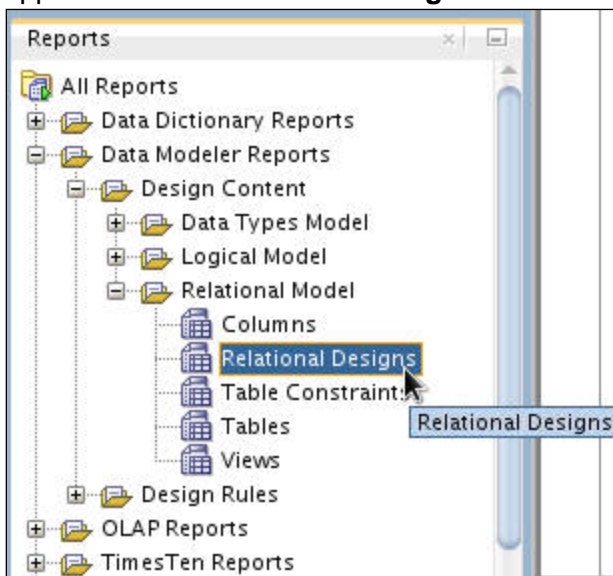 Reports
All Reports
Data Dictionary Reports
Data Modeler Reports
Design Content
Data Types Model
Logical Model
Relational Model
Columns
Relational Designs
Table Constraints
Relational Designs
Tables
Views
Design Rules
OLAP Reports
TimesTen Reports